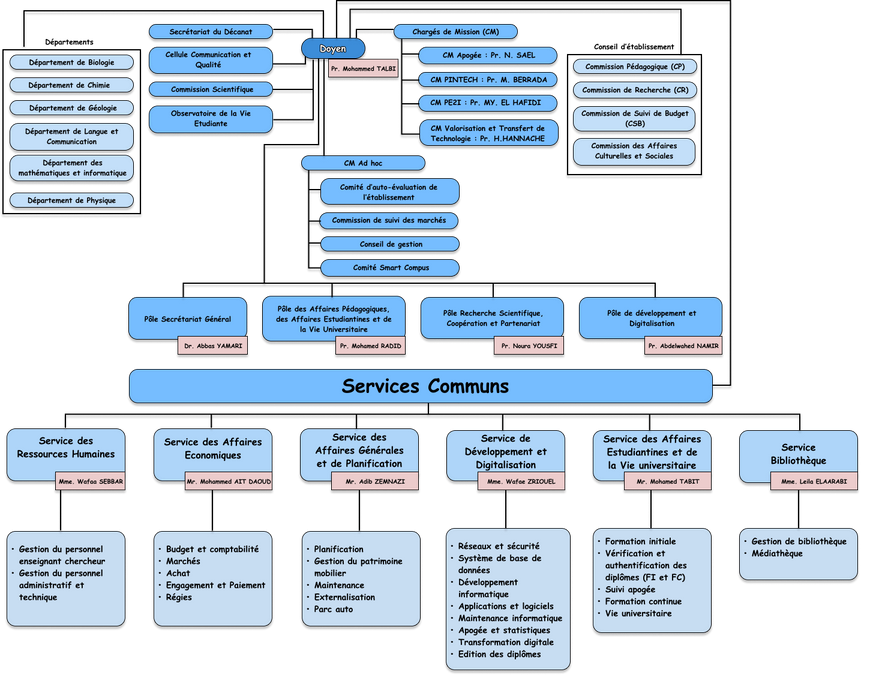 Départements
Département de Biologie
Département de Chimie
Département de Géologie
Département de Langue et
Communication
Département des
mathématiques et informatique
Département de Physique
Secrétariat du Décanat
Cellule Communication et
Qualité
Commission Scientifique
Observatoire de la Vie
Etudiante
Doyen
Pr. Mohammed TALBI
Chargés de Mission (CM)
CM Apogée : Pr. N. SAEL
CM PINTECH : Pr. M. BERRADA
CM PE2I : Pr. MY. EL HAFIDI
CM Valorisation et Transfert de
Technologie : Pr. H.HANNACHE
Conseil d'établissement
Commission Pédagogique (CP)
Commission de Recherche (CR)
Commission de Suivi de Budget
(CSB)
Commission des Affaires
Culturelles et Sociales
CM Ad hoc
Comité d'auto-évaluation de
l'établissement
Commission de suivi des marchés
Conseil de gestion
Comité Smart Compus
Pôle Secrétariat Général
Dr. Abbas YAMARI
Pôle des Affaires Pédagogiques,
des Affaires Estudiantines et de
la Vie Universitaire
Pr. Mohamed RADID
Pôle Recherche Scientifique,
Coopération et Partenariat
Pr. Noura YOUSFI
Pôle de développement et
Digitalisation
Pr. Abdelwahed NAMIR
Services Communs
Service des
Ressources Humaines
Mme. Wafaa SEBBAR
Service des Affaires
Economiques
Mr. Mohammed AIT DAOUD
Service des
Affaires Générales
et de Planification
Mr. Adib ZEMNAZI
Service de
Développement et
Digitalisation
Mme. Wafae ZRIOUEL
Service des Affaires
Estudiantines et de
la Vie universitaire
Mr. Mohamed TABIT
Service
Bibliothèque
Mme. Leila ELAARABI
• Gestion du personnel
enseignant chercheur
• Gestion du personnel
administratif et
technique
• Budget et comptabilité
• Marchés
• Achat
• Engagement et Paiement
• Régies
• Planification
• Gestion du patrimoine
mobilier
• Maintenance
• Externalisation
• Parc auto
• Réseaux et sécurité
• Système de base de
données
• Développement
informatique
• Applications et logiciels
• Maintenance informatique
• Apogée et statistiques
• Transformation digitale
• Edition des diplômes
• Formation initiale
• Vérification et
authentification des
diplômes (FI et FC)
• Suivi apogée
• Formation continue
• Vie universitaire
• Gestion de bibliothèque
• Médiathèque